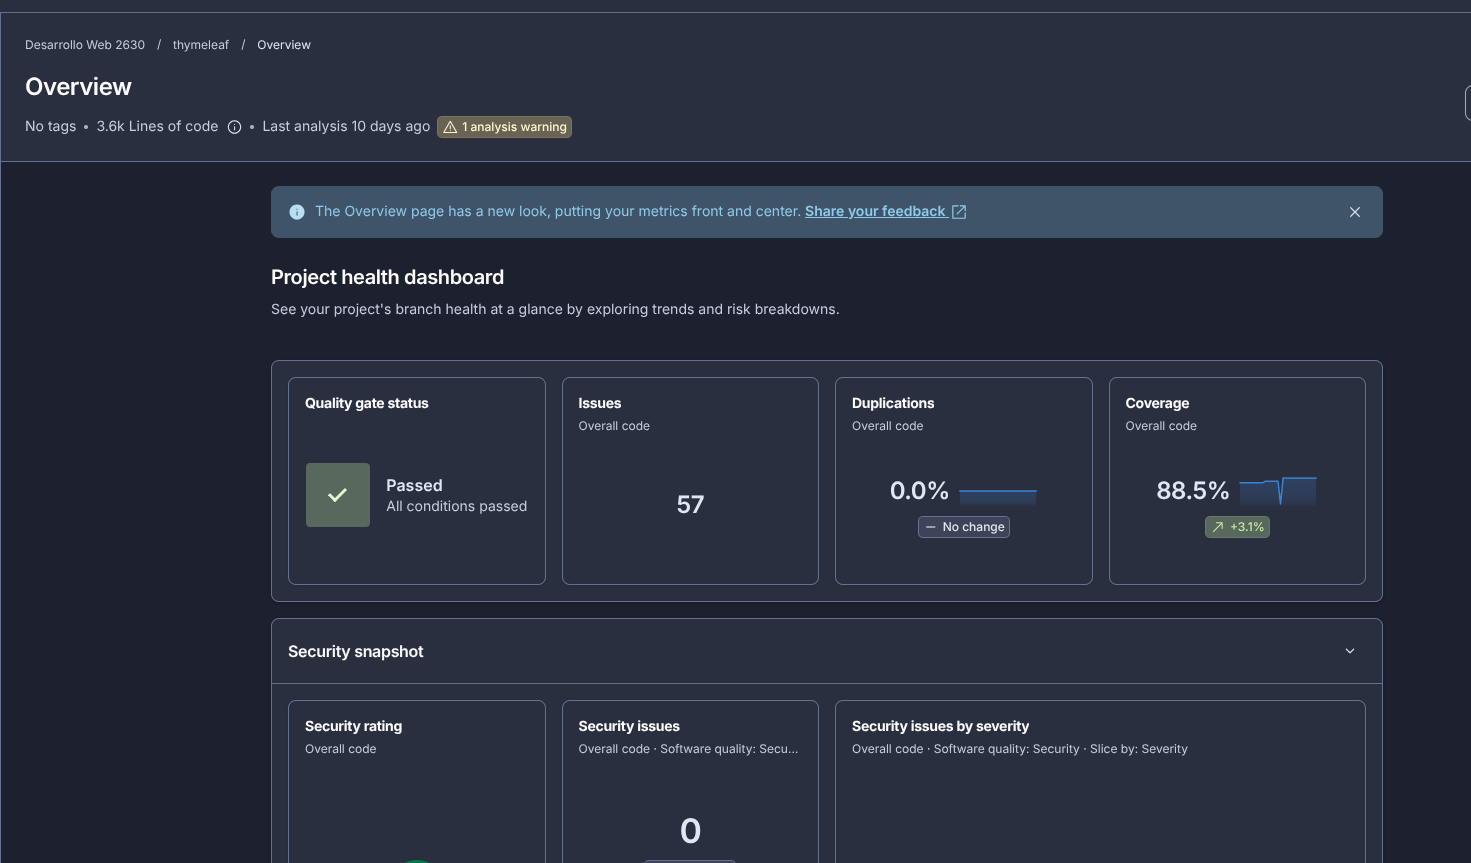 Desarrollo Web 2630 / thymeleaf / Overview
Overview
No tags • 3.6k Lines of code • Last analysis 10 days ago 1 analysis warning
The Overview page has a new look, putting your metrics front and center. Share your feedback
Project health dashboard
See your project's branch health at a glance by exploring trends and risk breakdowns.
Quality gate status
Passed
All conditions passed
Issues
Overall code
57
Duplications
Overall code
0.0%
No change
Coverage
Overall code
88.5%
+3.1%
Security snapshot
Security rating
Overall code
Security issues
Overall code · Software quality: Secu...
0
Security issues by severity
Overall code · Software quality: Security · Slice by: Severity